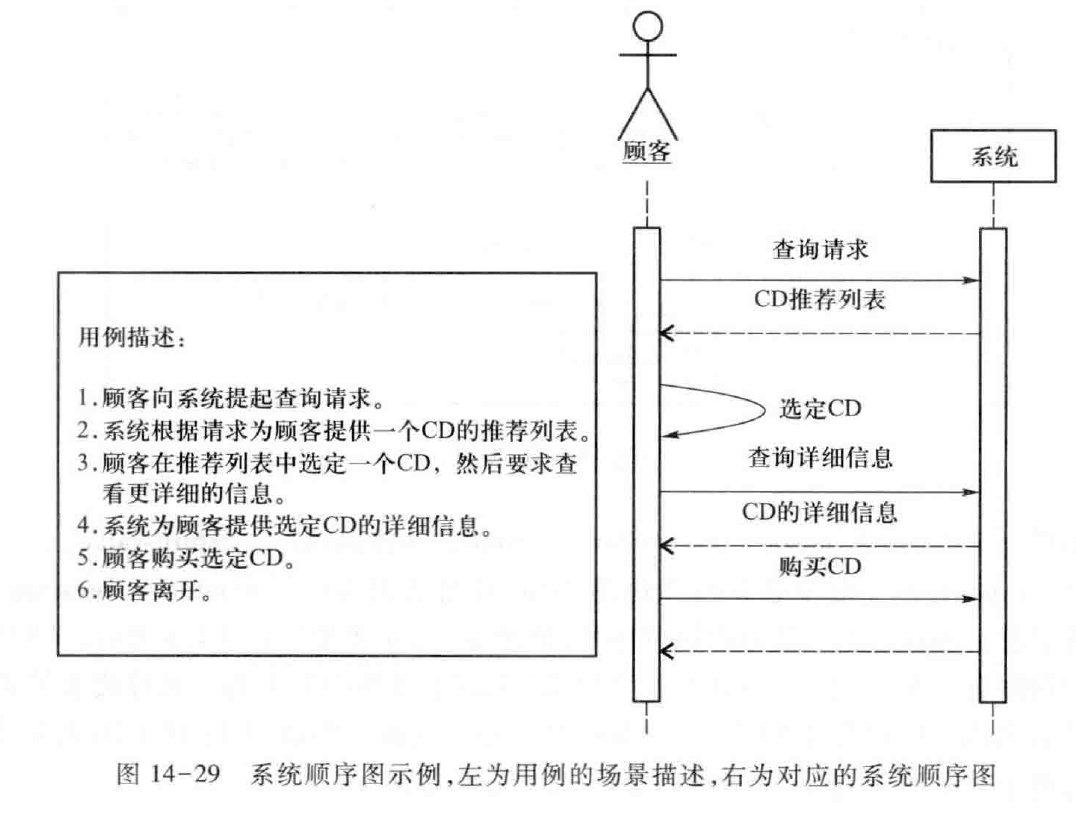 顾客
系统
查询请求
CD推荐列表
选定CD
查询详细信息
CD的详细信息
购买CD
用例描述：
1.顾客向系统提起查询请求。
2.系统根据请求为顾客提供一个CD的推荐列表。
3.顾客在推荐列表中选定一个CD，然后要求查
看更详细的信息。
4.系统为顾客提供选定CD的详细信息。
5.顾客购买选定CD。
6.顾客离开。
图 14-29 系统顺序图示例,左为用例的场景描述,右为对应的系统顺序图